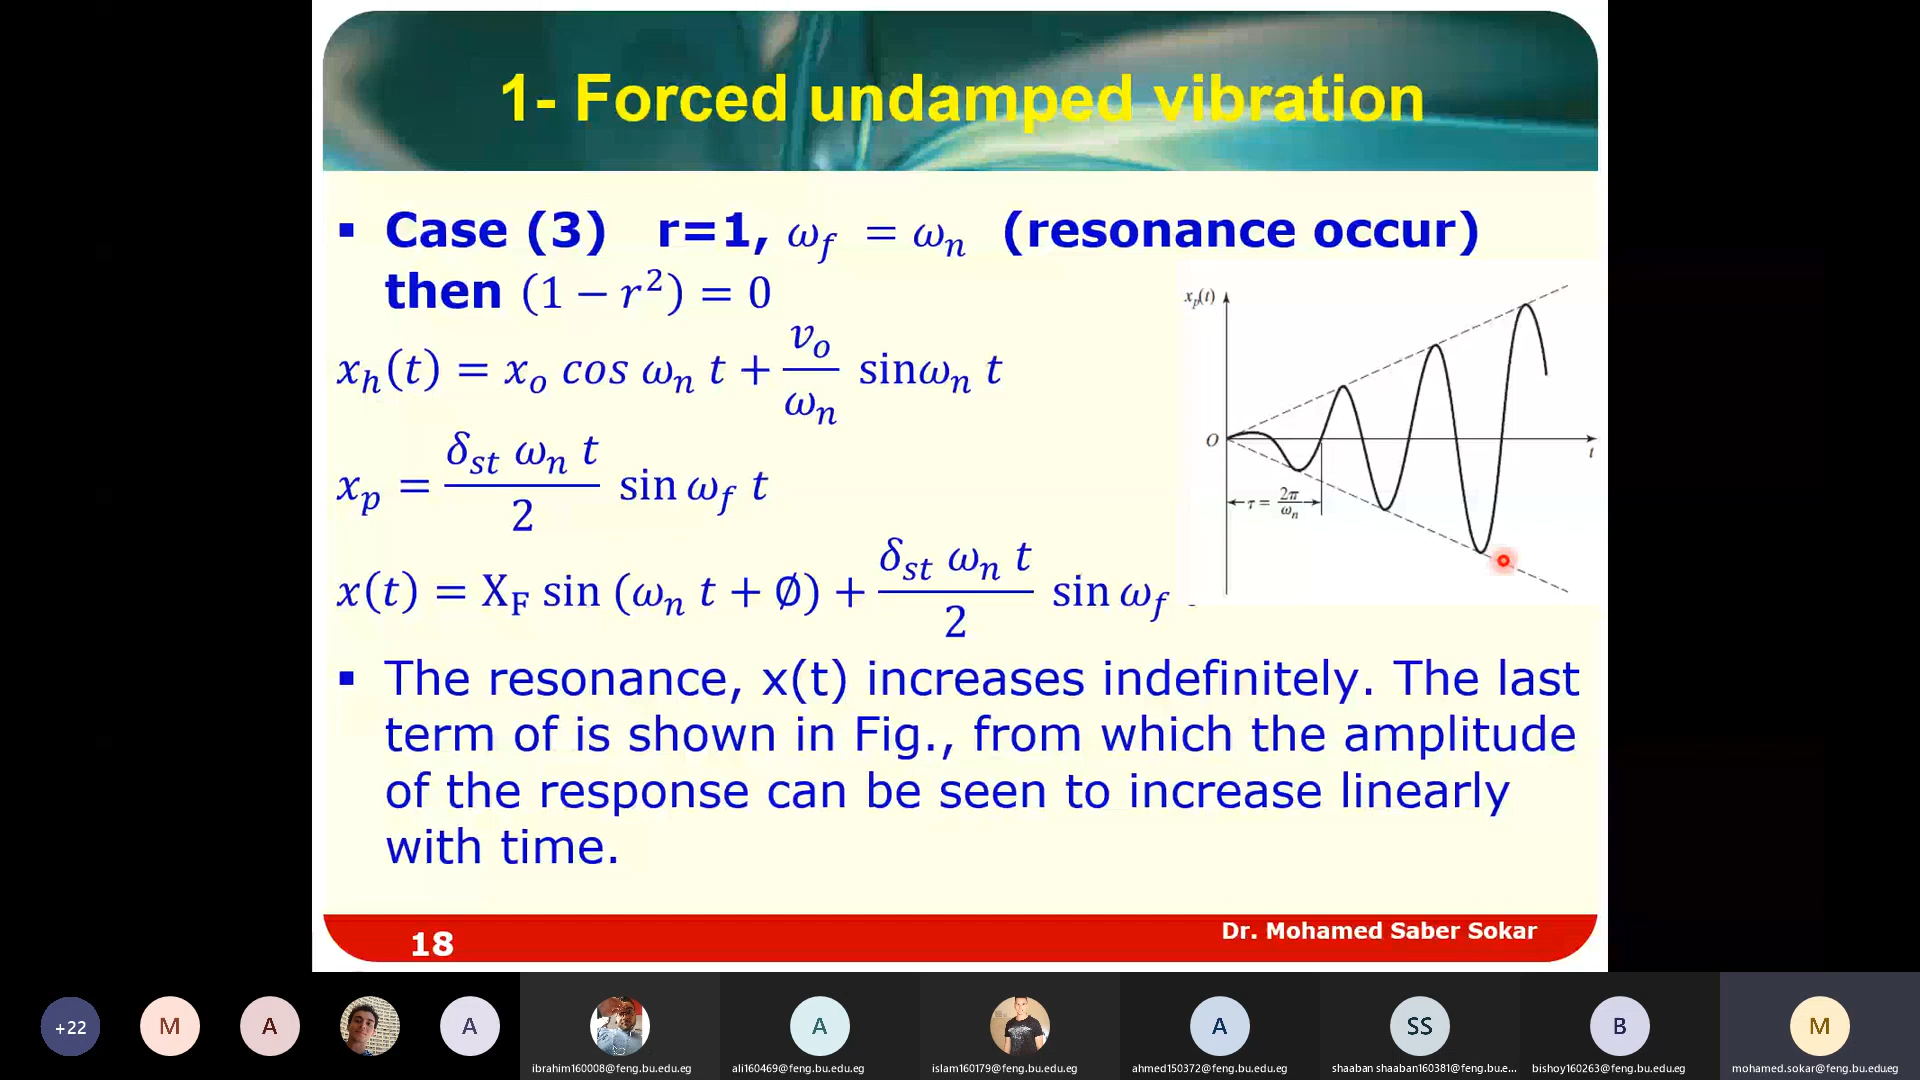 1- Forced undamped vibration
▪ Case (3) r=1, ω_f = ω_n (resonance occur)
then (1 − r²) = 0
x_h(t) = x_o cos ω_n t + v_o/ω_n sinω_n t
x_p = δ_st ω_n t / 2 sin ω_f t
x(t) = X_F sin (ω_n t + ∅) + δ_st ω_n t / 2 sin ω_f
x_p(t)
O
t
τ = 2π/ω_n
▪ The resonance, x(t) increases indefinitely. The last
term of is shown in Fig., from which the amplitude
of the response can be seen to increase linearly
with time.
18
Dr. Mohamed Saber Sokar
+22
M
A
A
A
A
SS
B
M
ibrahim160008@feng.bu.edu.eg
ali160469@feng.bu.edu.eg
islam160179@feng.bu.edu.eg
ahmed150372@feng.bu.edu.eg
shaaban shaaban160381@feng.bu.e...
bishoy160263@feng.bu.edu.eg
mohamed.sokar@feng.bu.edu.eg